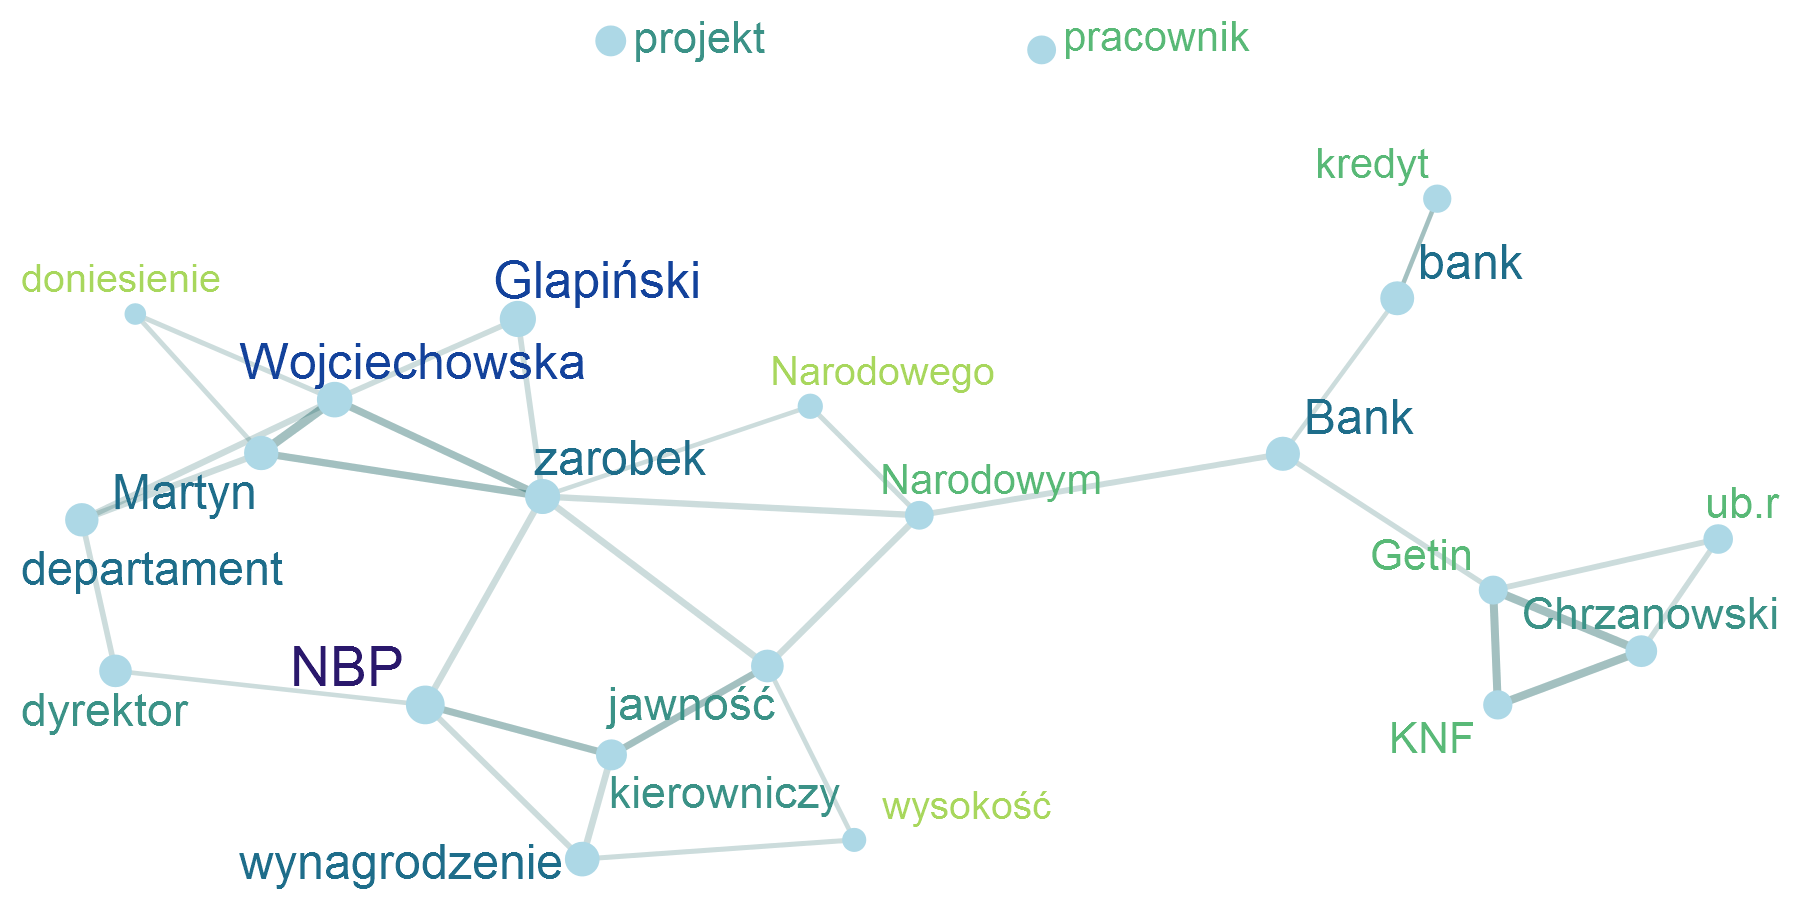 projekt
pracownik
kredyt
bank
doniesienie
Glapiński
Wojciechowska
Narodowego
Bank
zarobek
Narodowym
Martyn
ub.r
Getin
departament
Chrzanowski
NBP
dyrektor
jawność
KNF
kierowniczy
wysokość
wynagrodzenie